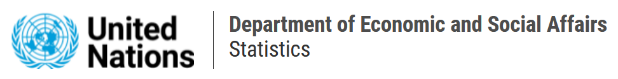 United
Nations
Department of Economic and Social Affairs
Statistics